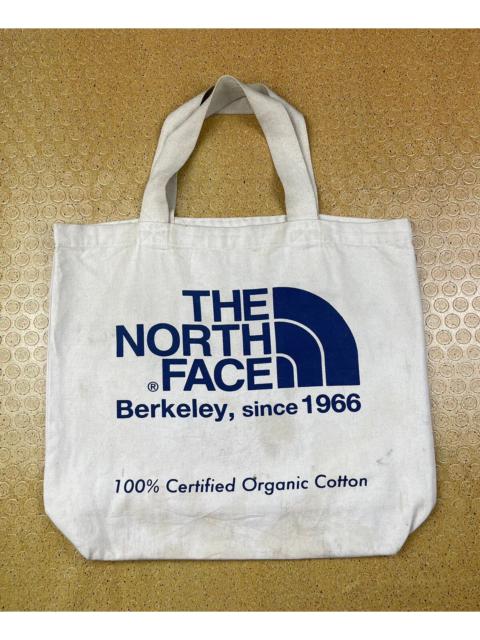 THE
NORTH
® FACE
Berkeley, since 1966
100% Certified Organic Cotton